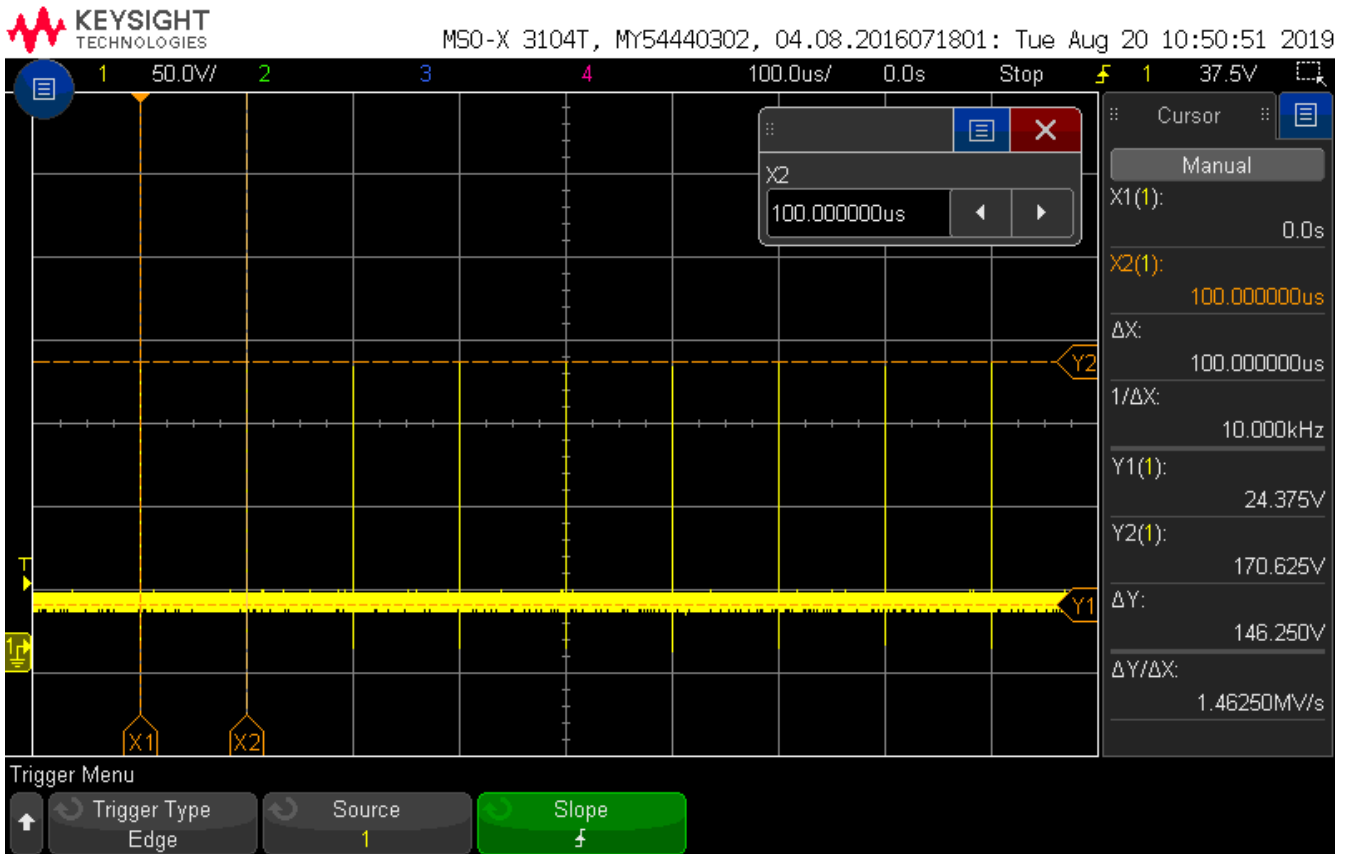 KEYSIGHT
TECHNOLOGIES
MSO-X 3104T, MY54440302, 04.08.2016071801: Tue Aug 20 10:50:51 2019
1 50.0V/ 2 3 4 100.0us/ 0.0s Stop 1 37.5V
Cursor
Manual
X1(1):
0.0s
X2(1):
100.000000us
ΔX:
100.000000us
1/ΔX:
10.000kHz
Y1(1):
24.375V
Y2(1):
170.625V
ΔY:
146.250V
ΔY/ΔX:
1.46250MV/s
X2
100.000000us
Y2
T
Y1
1
X1 X2
Trigger Menu
Trigger Type
Edge
Source
1
Slope